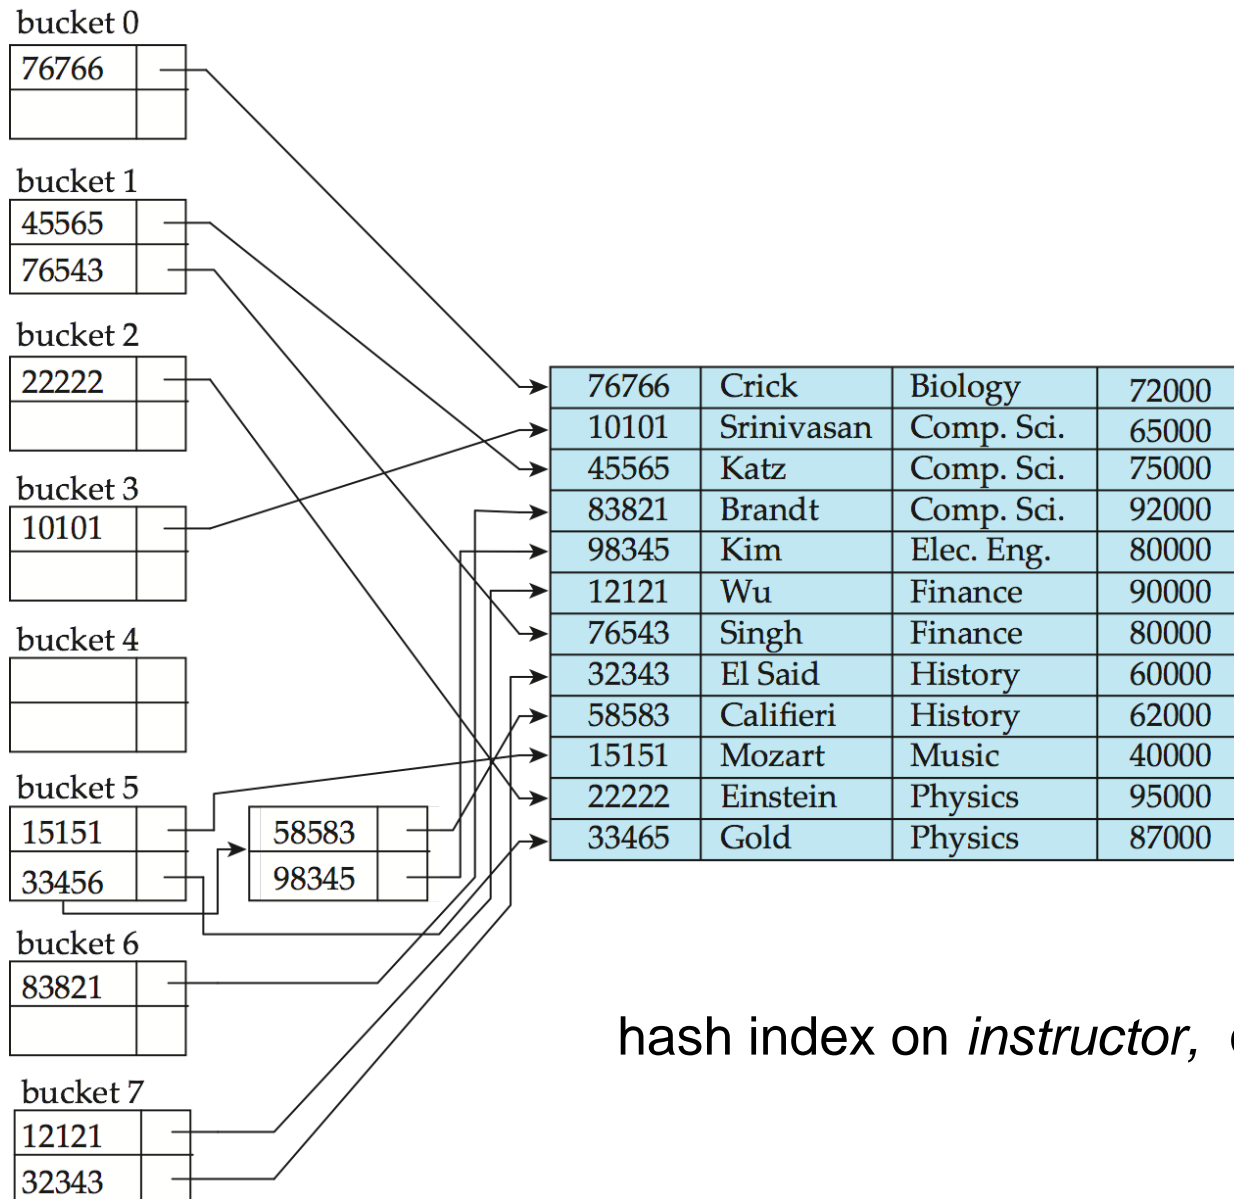 bucket 0
76766
bucket 1
45565
76543
bucket 2
22222
bucket 3
10101
bucket 4
bucket 5
15151
33456
58583
98345
bucket 6
83821
bucket 7
12121
32343
76766 Crick Biology 72000
10101 Srinivasan Comp. Sci. 65000
45565 Katz Comp. Sci. 75000
83821 Brandt Comp. Sci. 92000
98345 Kim Elec. Eng. 80000
12121 Wu Finance 90000
76543 Singh Finance 80000
32343 El Said History 60000
58583 Califieri History 62000
15151 Mozart Music 40000
22222 Einstein Physics 95000
33465 Gold Physics 87000
hash index on instructor,